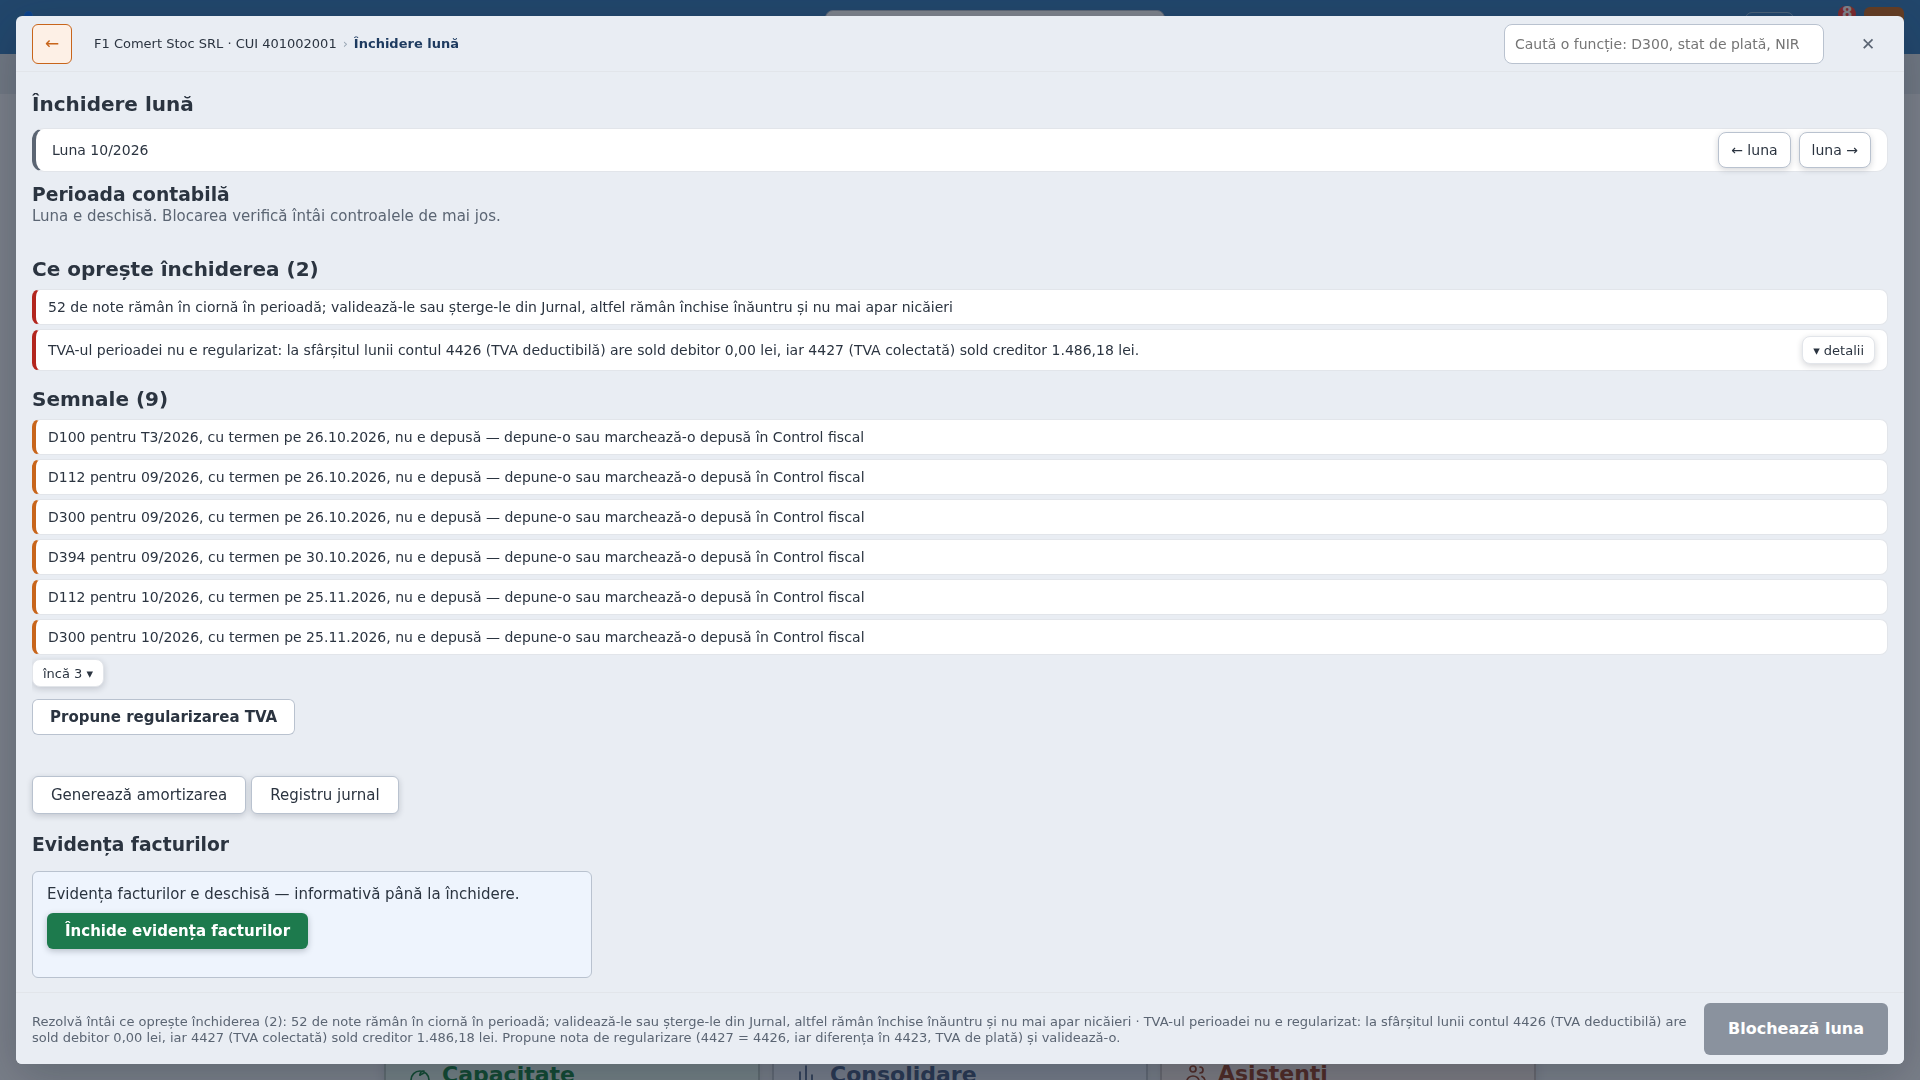 8
←
F1 Comert Stoc SRL · CUI 401002001 › Închidere lună
Caută o funcție: D300, stat de plată, NIR
✕
Închidere lună
Luna 10/2026
← luna
luna →
Perioada contabilă
Luna e deschisă. Blocarea verifică întâi controalele de mai jos.
Ce oprește închiderea (2)
52 de note rămân în ciornă în perioadă; validează-le sau șterge-le din Jurnal, altfel rămân închise înăuntru și nu mai apar nicăieri
TVA-ul perioadei nu e regularizat: la sfârșitul lunii contul 4426 (TVA deductibilă) are sold debitor 0,00 lei, iar 4427 (TVA colectată) sold creditor 1.486,18 lei.
▾ detalii
Semnale (9)
D100 pentru T3/2026, cu termen pe 26.10.2026, nu e depusă — depune-o sau marchează-o depusă în Control fiscal
D112 pentru 09/2026, cu termen pe 26.10.2026, nu e depusă — depune-o sau marchează-o depusă în Control fiscal
D300 pentru 09/2026, cu termen pe 26.10.2026, nu e depusă — depune-o sau marchează-o depusă în Control fiscal
D394 pentru 09/2026, cu termen pe 30.10.2026, nu e depusă — depune-o sau marchează-o depusă în Control fiscal
D112 pentru 10/2026, cu termen pe 25.11.2026, nu e depusă — depune-o sau marchează-o depusă în Control fiscal
D300 pentru 10/2026, cu termen pe 25.11.2026, nu e depusă — depune-o sau marchează-o depusă în Control fiscal
încă 3 ▾
Propune regularizarea TVA
Generează amortizarea
Registru jurnal
Evidența facturilor
Evidența facturilor e deschisă — informativă până la închidere.
Închide evidența facturilor
Rezolvă întâi ce oprește închiderea (2): 52 de note rămân în ciornă în perioadă; validează-le sau șterge-le din Jurnal, altfel rămân închise înăuntru și nu mai apar nicăieri · TVA-ul perioadei nu e regularizat: la sfârșitul lunii contul 4426 (TVA deductibilă) are
sold debitor 0,00 lei, iar 4427 (TVA colectată) sold creditor 1.486,18 lei. Propune nota de regularizare (4427 = 4426, iar diferența în 4423, TVA de plată) și validează-o.
Blochează luna
Capacitate
Consolidare
Asistenți